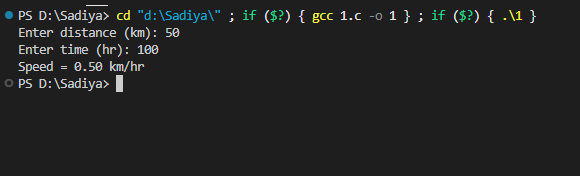 PS D:\Sadiya> cd "d:\Sadiya\" ; if ($?) { gcc 1.c -o 1 } ; if ($?) { .\1 }
Enter distance (km): 50
Enter time (hr): 100
Speed = 0.50 km/hr
PS D:\Sadiya>